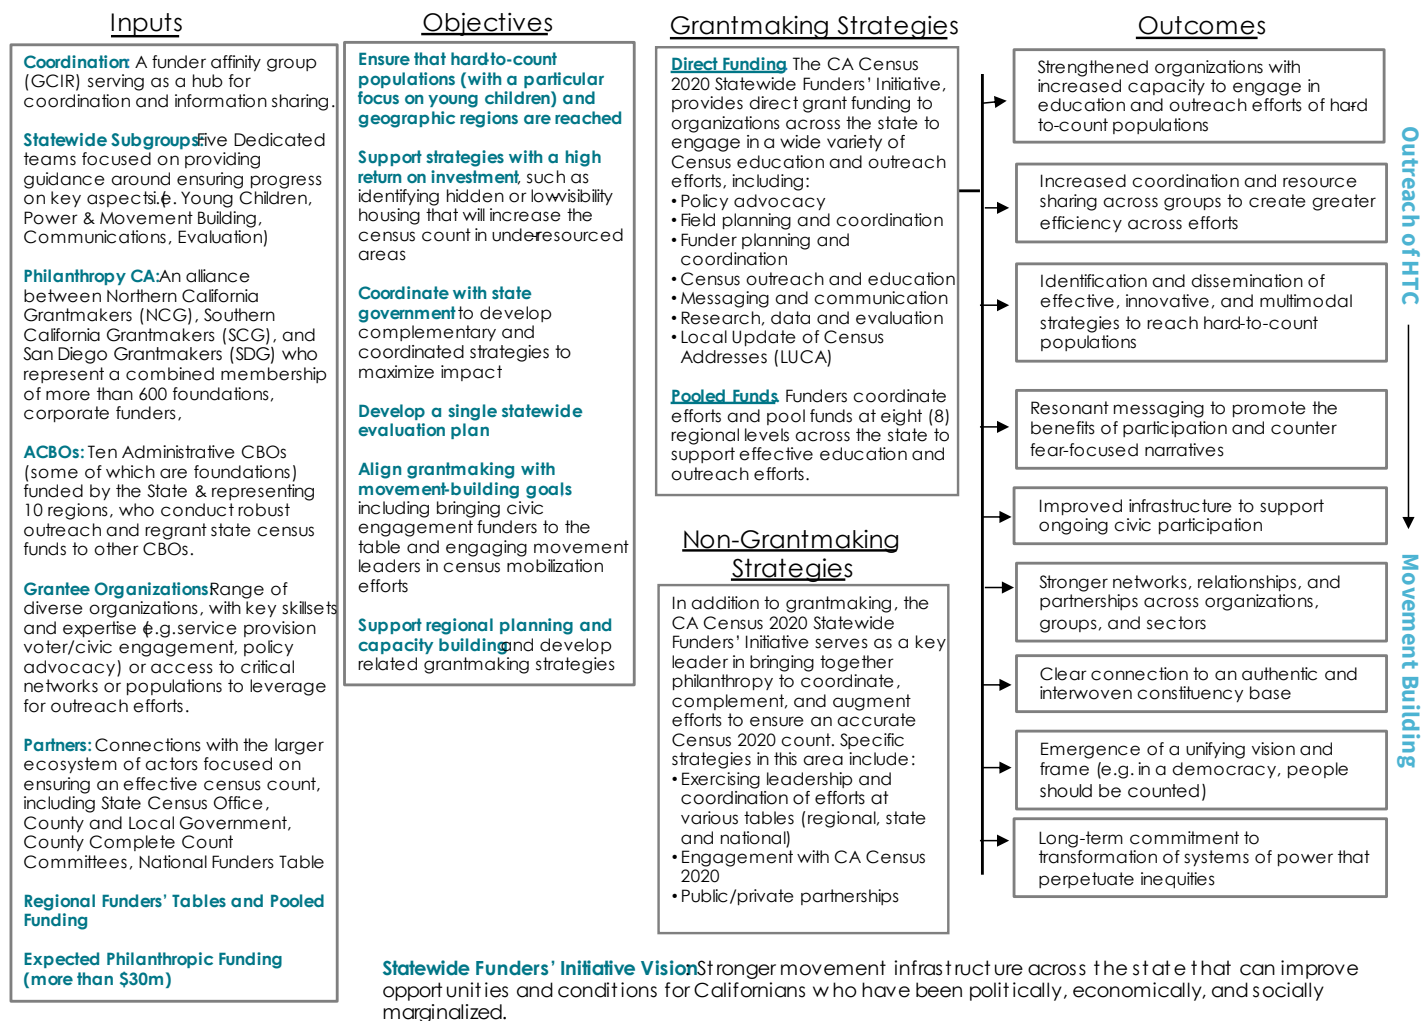 Inputs
Coordination: A funder affinity group
(GCIR) serving as a hub for
coordination and information sharing.
Statewide Subgroups: Five Dedicated
teams focused on providing
guidance around ensuring progress
on key aspects (i.e. Young Children,
Power & Movement Building,
Communications, Evaluation)
Philanthropy CA: An alliance
between Northern California
Grantmakers (NCG), Southern
California Grantmakers (SCG), and
San Diego Grantmakers (SDG) who
represent a combined membership
of more than 600 foundations,
corporate funders,
ACBOs: Ten Administrative CBOs
(some of which are foundations)
funded by the State & representing
10 regions, who conduct robust
outreach and regrant state census
funds to other CBOs.
Grantee Organizations: Range of
diverse organizations, with key skillsets
and expertise (e.g. service provision
voter/civic engagement, policy
advocacy) or access to critical
networks or populations to leverage
for outreach efforts.
Partners: Connections with the larger
ecosystem of actors focused on
ensuring an effective census count,
including State Census Office,
County and Local Government,
County Complete Count
Committees, National Funders Table
Regional Funders' Tables and Pooled
Funding
Expected Philanthropic Funding
(more than $30m)
Objectives
Ensure that hard-to-count
populations (with a particular
focus on young children) and
geographic regions are reached
Support strategies with a high
return on investment, such as
identifying hidden or low-visibility
housing that will increase the
census count in under-resourced
areas
Coordinate with state
government to develop
complementary and
coordinated strategies to
maximize impact
Develop a single statewide
evaluation plan
Align grantmaking with
movement-building goals
including bringing civic
engagement funders to the
table and engaging movement
leaders in census mobilization
efforts
Support regional planning and
capacity building and develop
related grantmaking strategies
Grantmaking Strategies
Direct Funding. The CA Census
2020 Statewide Funders' Initiative,
provides direct grant funding to
organizations across the state to
engage in a wide variety of
Census education and outreach
efforts, including:
• Policy advocacy
• Field planning and coordination
• Funder planning and
coordination
• Census outreach and education
• Messaging and communication
• Research, data and evaluation
• Local Update of Census
Addresses (LUCA)
Pooled Funds. Funders coordinate
efforts and pool funds at eight (8)
regional levels across the state to
support effective education and
outreach efforts.
Non-Grantmaking
Strategies
In addition to grantmaking, the
CA Census 2020 Statewide
Funders' Initiative serves as a key
leader in bringing together
philanthropy to coordinate,
complement, and augment
efforts to ensure an accurate
Census 2020 count. Specific
strategies in this area include:
• Exercising leadership and
coordination of efforts at
various tables (regional, state
and national)
• Engagement with CA Census
2020
• Public/private partnerships
Outcomes
Strengthened organizations with
increased capacity to engage in
education and outreach efforts of hard-
to-count populations
Increased coordination and resource
sharing across groups to create greater
efficiency across efforts
Identification and dissemination of
effective, innovative, and multimodal
strategies to reach hard-to-count
populations
Resonant messaging to promote the
benefits of participation and counter
fear-focused narratives
Improved infrastructure to support
ongoing civic participation
Stronger networks, relationships, and
partnerships across organizations,
groups, and sectors
Clear connection to an authentic and
interwoven constituency base
Emergence of a unifying vision and
frame (e.g. in a democracy, people
should be counted)
Long-term commitment to
transformation of systems of power that
perpetuate inequities
Outreach of HTC
Movement Building
Statewide Funders' Initiative Vision: Stronger movement infrastructure across the state that can improve
opportunities and conditions for Californians who have been politically, economically, and socially
marginalized.